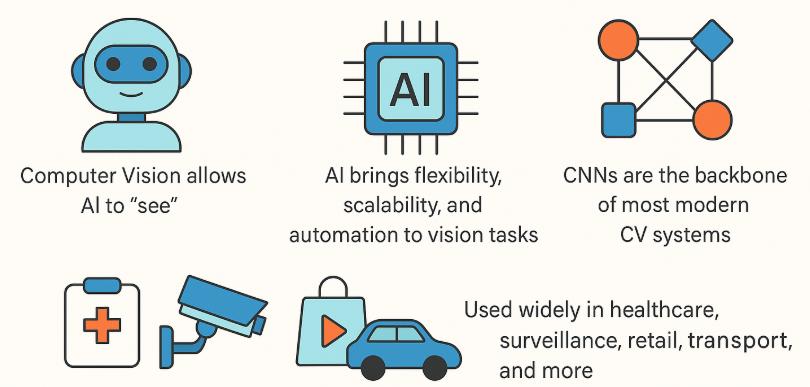 Computer Vision allows
AI to “see”
AI
AI brings flexibility,
scalability, and
automation to vision tasks
CNNs are the backbone
of most modern
CV systems
Used widely in healthcare,
surveillance, retail, transport,
and more